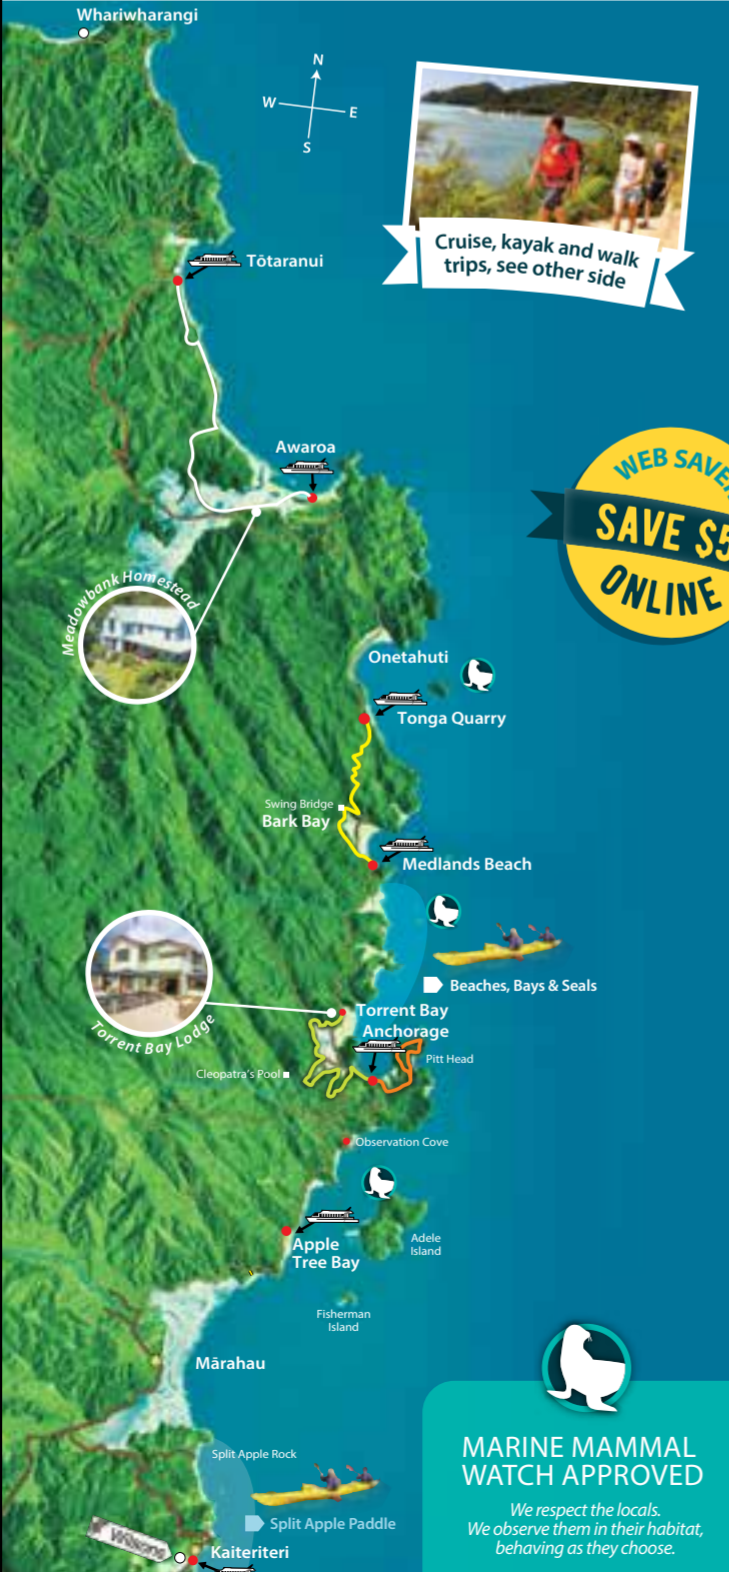 Whariwharangi
N
W
E
S
Cruise, kayak and walk
trips, see other side
Tōtaranui
Awaroa
WEB SAVE
SAVE $5
ONLINE
Meadowbank Homestead
Onetahuti
Tonga Quarry
Swing Bridge
Bark Bay
Medlands Beach
Beaches, Bays & Seals
Torrent Bay
Anchorage
Torrent Bay Lodge
Pitt Head
Cleopatra's Pool
Observation Cove
Apple
Tree Bay
Adele
Island
Fisherman
Island
Mārahau
Split Apple Rock
Split Apple Paddle
Wilsons
Kaiteriteri
MARINE MAMMAL
WATCH APPROVED
We respect the locals.
We observe them in their habitat,
behaving as they choose.